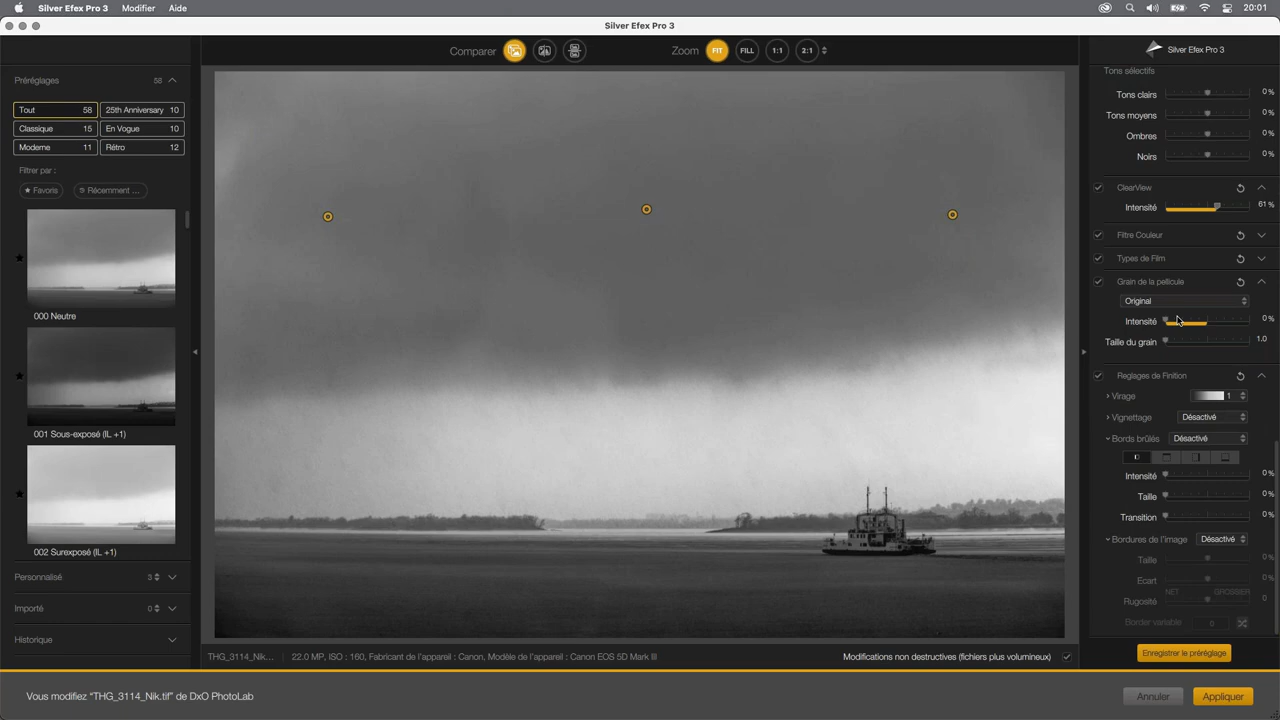 Silver Efex Pro 3 Modifier Aide 20:01
Silver Efex Pro 3
Comparer Zoom FIT FILL 1:1 2:1
Silver Efex Pro 3
Préréglages 58
Tout 58 25th Anniversary 10
Classique 15 En Vogue 10
Moderne 11 Rétro 12
Filtrer par :
Favoris Récemment ...
000 Neutre
001 Sous-exposé (IL +1)
002 Surexposé (IL +1)
Personnalisé 3
Importé 0
Historique
Tons sélectifs
Tons clairs 0 %
Tons moyens 0 %
Ombres 0 %
Noirs 0 %
ClearView
Intensité 61 %
Filtre Couleur
Types de Film
Grain de la pellicule
Original
Intensité 0 %
Taille du grain 1.0
Reglages de Finition
Virage 1
Vignettage Désactivé
Bords brûlés Désactivé
Intensité 0 %
Taille 0 %
Transition 0 %
Bordures de l'image Désactivé
Taille 0 %
Ecart 0 %
NET GROSSIER
Rugosité 0
Border variable 0
THG_3114_Nik... 22.0 MP, ISO : 160, Fabricant de l'appareil : Canon, Modèle de l'appareil : Canon EOS 5D Mark III
Modifications non destructives (fichiers plus volumineux)
Enregistrer le préréglage
Vous modifiez "THG_3114_Nik.tif" de DxO PhotoLab
Annuler Appliquer